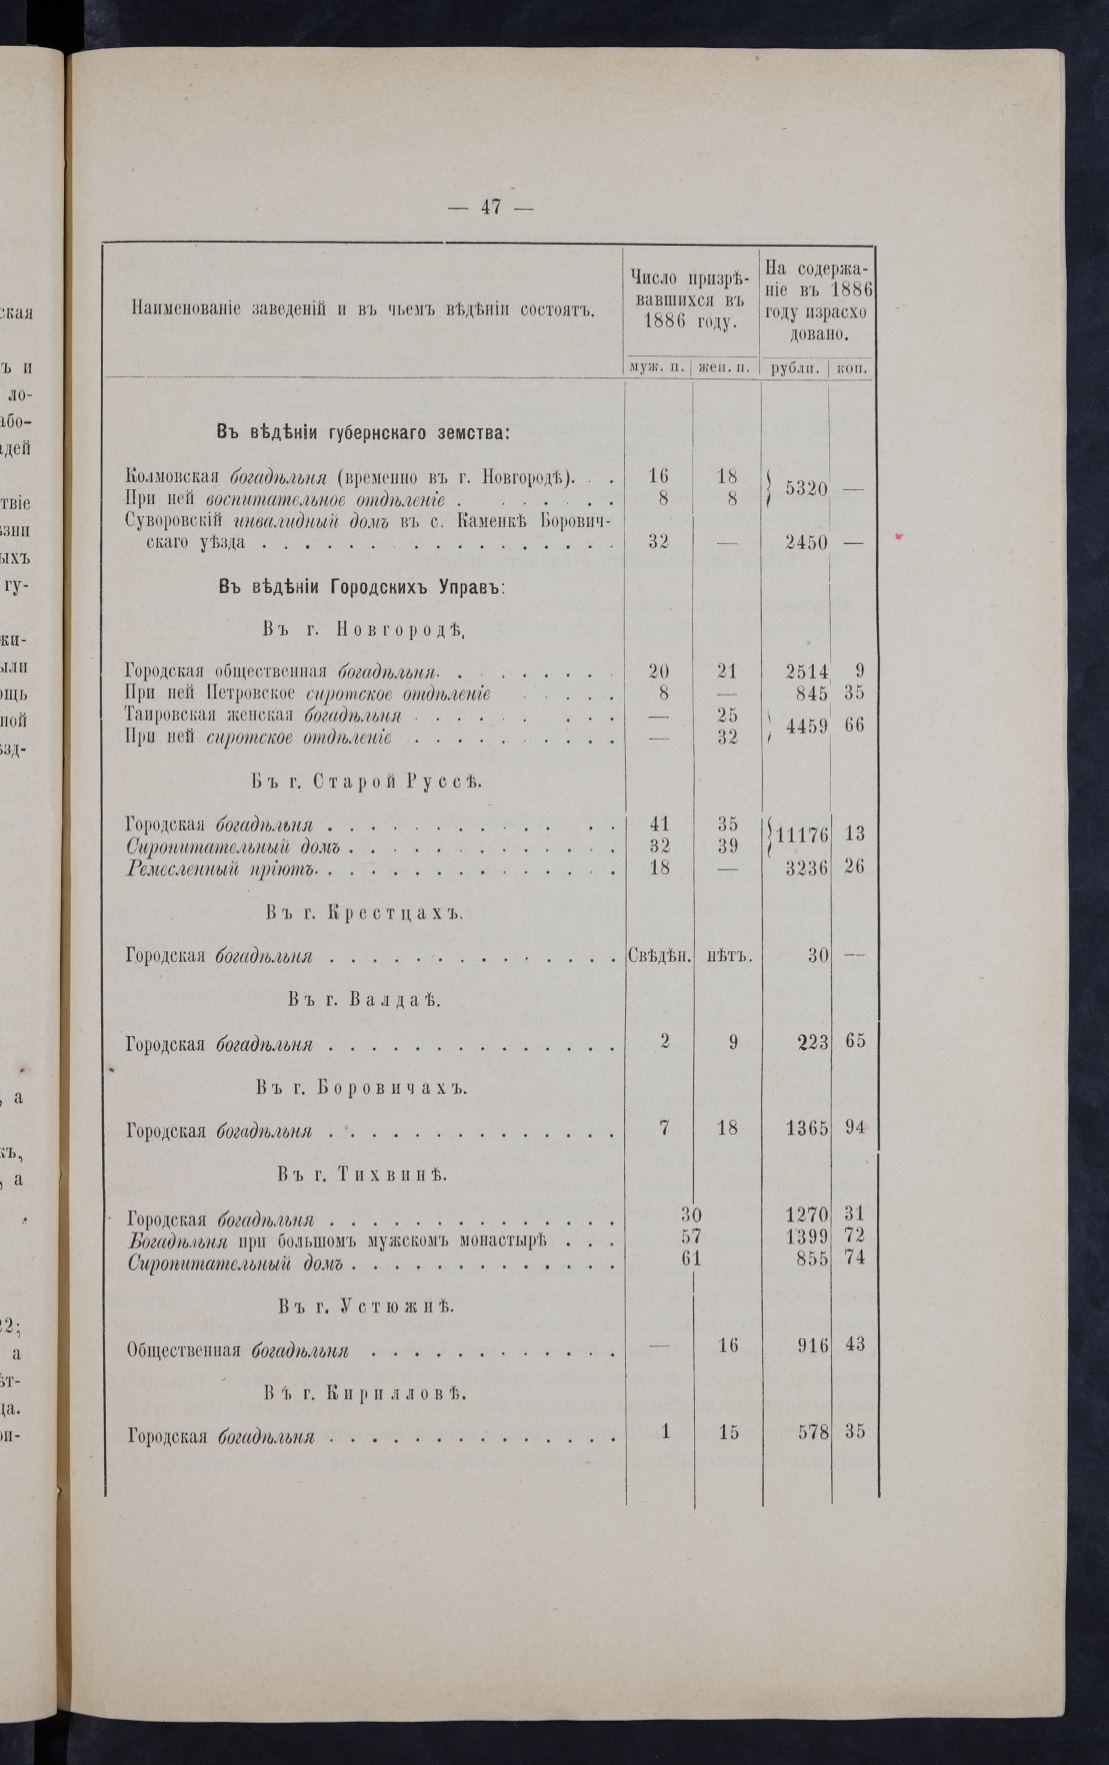 — 47 —
Наименованіе заведеній и въ чьемъ вѣдѣніи состоятъ.
Число призрѣ-
вавшихся въ
1886 году.
На содержа-
ніе въ 1886
году израсхо
довано.
муж. п. жен. п. рубли. коп.
Въ вѣдѣніи губернскаго земства:
Колмовская богадѣльня (временно въ г. Новгородѣ). . . 16 18 } 5320 —
При ней воспитательное отдѣленіе . . . . . . . 8 8
Суворовскій инвалидный домъ въ с. Каменкѣ Борович-
скаго уѣзда . . . . . . . . . . . . . . . . . 32 — 2450 —
Въ вѣдѣніи Городскихъ Управъ:
Въ г. Новгородѣ,
Городская общественная богадѣльня. . . . . . . . . 20 21 2514 9
При ней Петровское сиротское отдѣленіе . . . . . 8 — 845 35
Таировская женская богадѣльня . . . . . . . . . — 25 } 4459 66
При ней сиротское отдѣленіе . . . . . . . . . . — 32
Въ г. Старой Руссѣ.
Городская богадѣльня . . . . . . . . . . . . . 41 35 } 11176 13
Сиропитательный домъ . . . . . . . . . . . . . 32 39
Ремесленный пріютъ. . . . . . . . . . . . . . . 18 — 3236 26
Въ г. Крестцахъ.
Городская богадѣльня . . . . . . . . . . . . . . Свѣдѣн. нѣтъ. 30 —
Въ г. Валдаѣ.
Городская богадѣльня . . . . . . . . . . . . . . 2 9 223 65
Въ г. Боровичахъ.
Городская богадѣльня . . . . . . . . . . . . . . 7 18 1365 94
Въ г. Тихвинѣ.
Городская богадѣльня . . . . . . . . . . . . . . 30 1270 31
Богадѣльня при большомъ мужскомъ монастырѣ . . . 57 1399 72
Сиропитательный домъ . . . . . . . . . . . . . 61 855 74
Въ г. Устюжнѣ.
Общественная богадѣльня . . . . . . . . . . . . — 16 916 43
Въ г. Кирилловѣ.
Городская богадѣльня . . . . . . . . . . . . . . 1 15 578 35